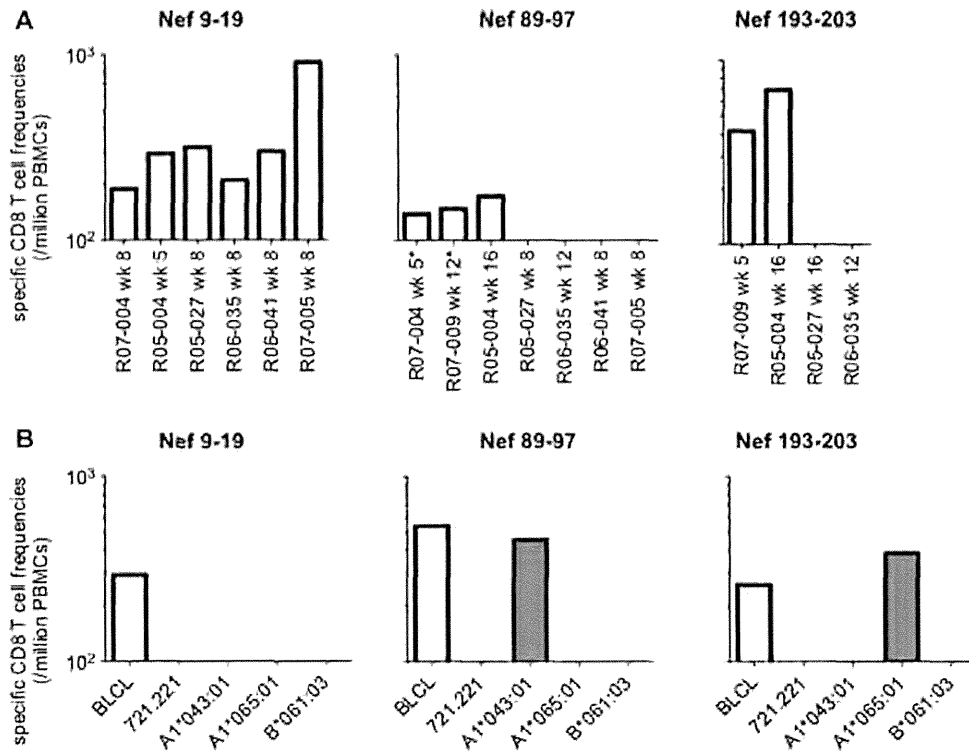 A
Nef 9-19
Nef 89-97
Nef 193-203
specific CD8 T cell frequencies
(/million PBMCs)
10³
10²
R07-004 wk 8
R05-004 wk 5
R05-027 wk 8
R06-035 wk 8
R06-041 wk 8
R07-005 wk 8
R07-004 wk 5*
R07-009 wk 12*
R05-004 wk 16
R05-027 wk 8
R06-035 wk 12
R06-041 wk 8
R07-005 wk 8
R07-009 wk 5
R05-004 wk 16
R05-027 wk 16
R06-035 wk 12
B
Nef 9-19
Nef 89-97
Nef 193-203
specific CD8 T cell frequencies
(/million PBMCs)
10³
10²
BLCL
721.221
A1*043:01
A1*065:01
B*061:03
BLCL
721.221
A1*043:01
A1*065:01
B*061:03
BLCL
721.221
A1*043:01
A1*065:01
B*061:03